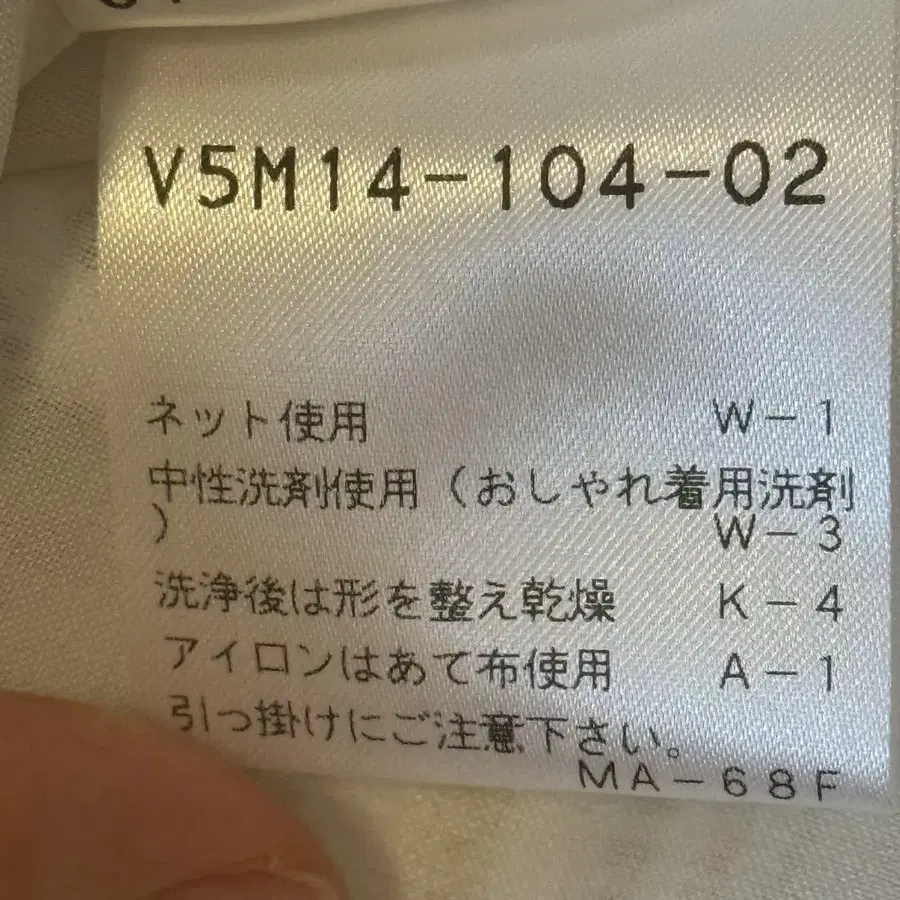 V5M14-104-02
ネット使用 W-1
中性洗剤使用（おしゃれ着用洗剤
） W-3
洗浄後は形を整え乾燥 K-4
アイロンはあて布使用 A-1
引っ掛けにご注意下さい。
MA-68F